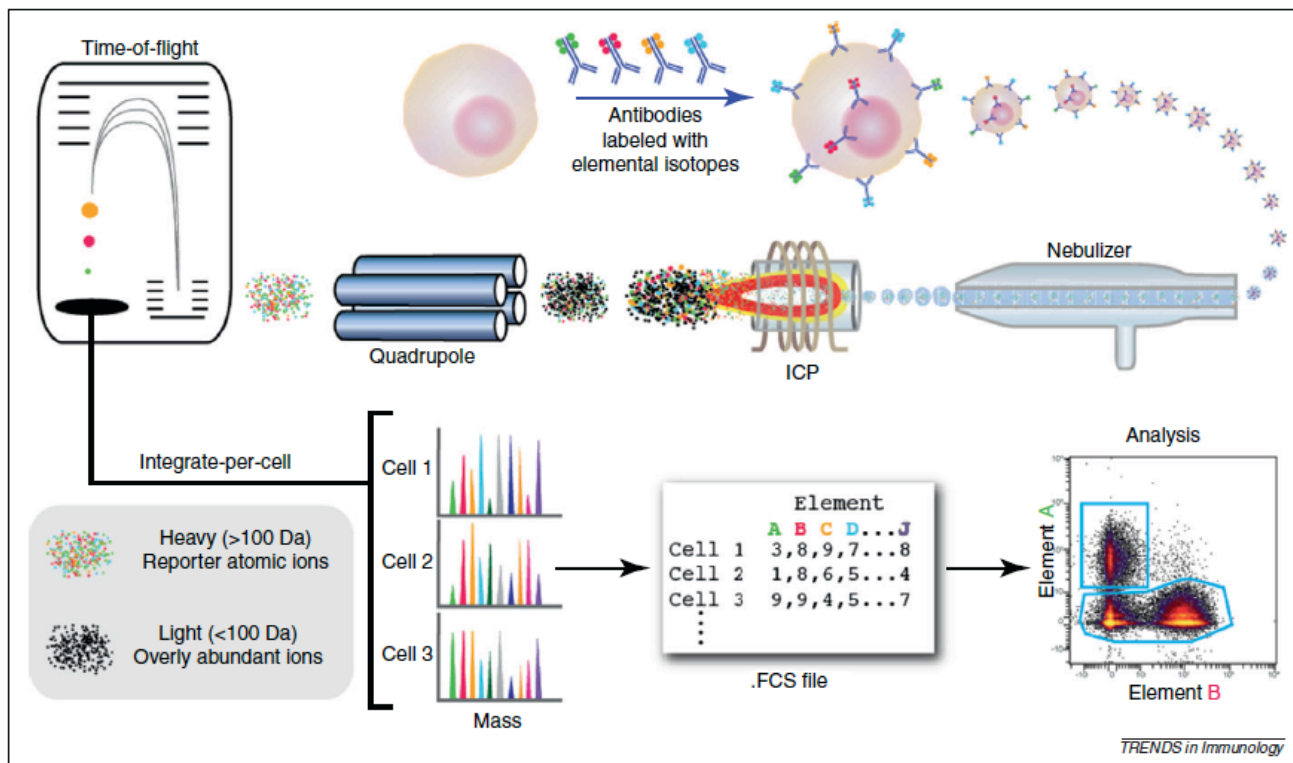 Time-of-flight
Antibodies
labeled with
elemental isotopes
Nebulizer
Quadrupole
ICP
Integrate-per-cell
Heavy (>100 Da)
Reporter atomic ions
Light (<100 Da)
Overly abundant ions
Cell 1
Cell 2
Cell 3
Mass
Element
A B C D...J
Cell 1 3,8,9,7...8
Cell 2 1,8,6,5...4
Cell 3 9,9,4,5...7
.FCS file
Analysis
Element A
Element B
TRENDS in Immunology